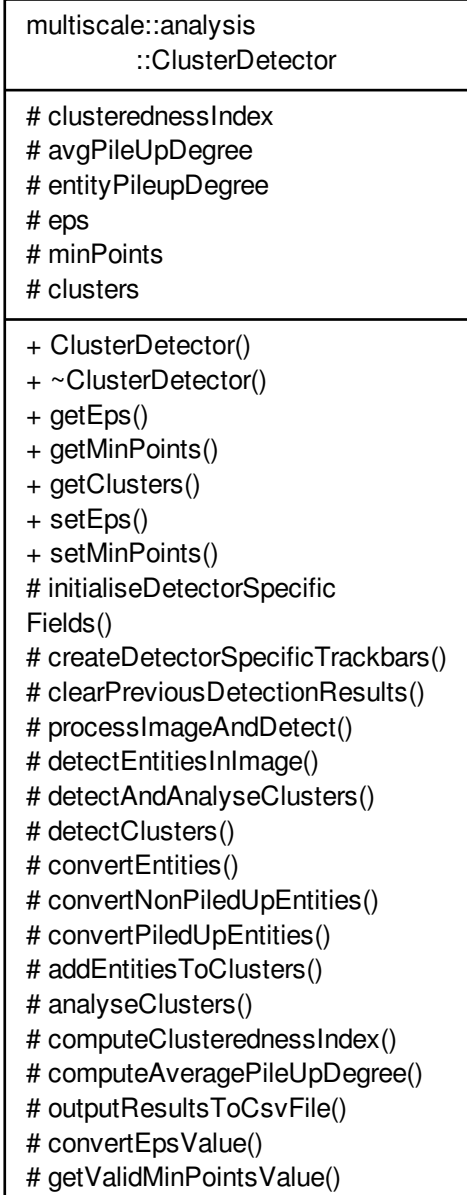 multiscale::analysis
::ClusterDetector
# clusterednessIndex
# avgPileUpDegree
# entityPileupDegree
# eps
# minPoints
# clusters
+ ClusterDetector()
+ ~ClusterDetector()
+ getEps()
+ getMinPoints()
+ getClusters()
+ setEps()
+ setMinPoints()
# initialiseDetectorSpecific
Fields()
# createDetectorSpecificTrackbars()
# clearPreviousDetectionResults()
# processImageAndDetect()
# detectEntitiesInImage()
# detectAndAnalyseClusters()
# detectClusters()
# convertEntities()
# convertNonPiledUpEntities()
# convertPiledUpEntities()
# addEntitiesToClusters()
# analyseClusters()
# computeClusterednessIndex()
# computeAveragePileUpDegree()
# outputResultsToCsvFile()
# convertEpsValue()
# getValidMinPointsValue()